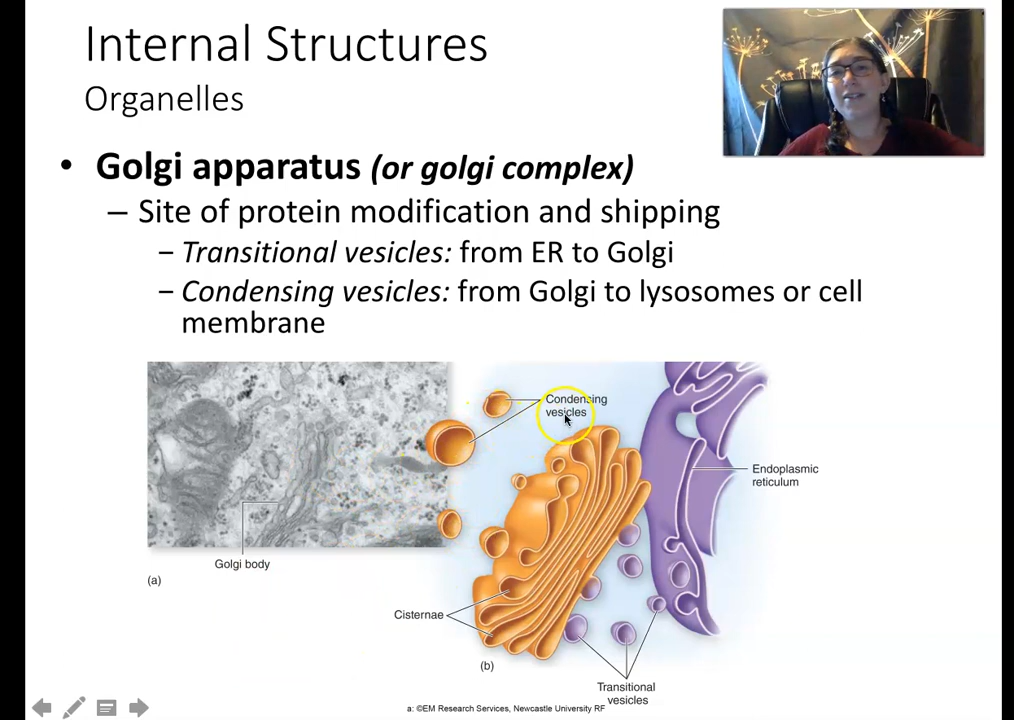 Internal Structures
Organelles
• Golgi apparatus (or golgi complex)
– Site of protein modification and shipping
– Transitional vesicles: from ER to Golgi
– Condensing vesicles: from Golgi to lysosomes or cell
membrane
Condensing
vesicles
Endoplasmic
reticulum
Golgi body
(a)
Cisternae
(b)
Transitional
vesicles
a: ©EM Research Services, Newcastle University RF